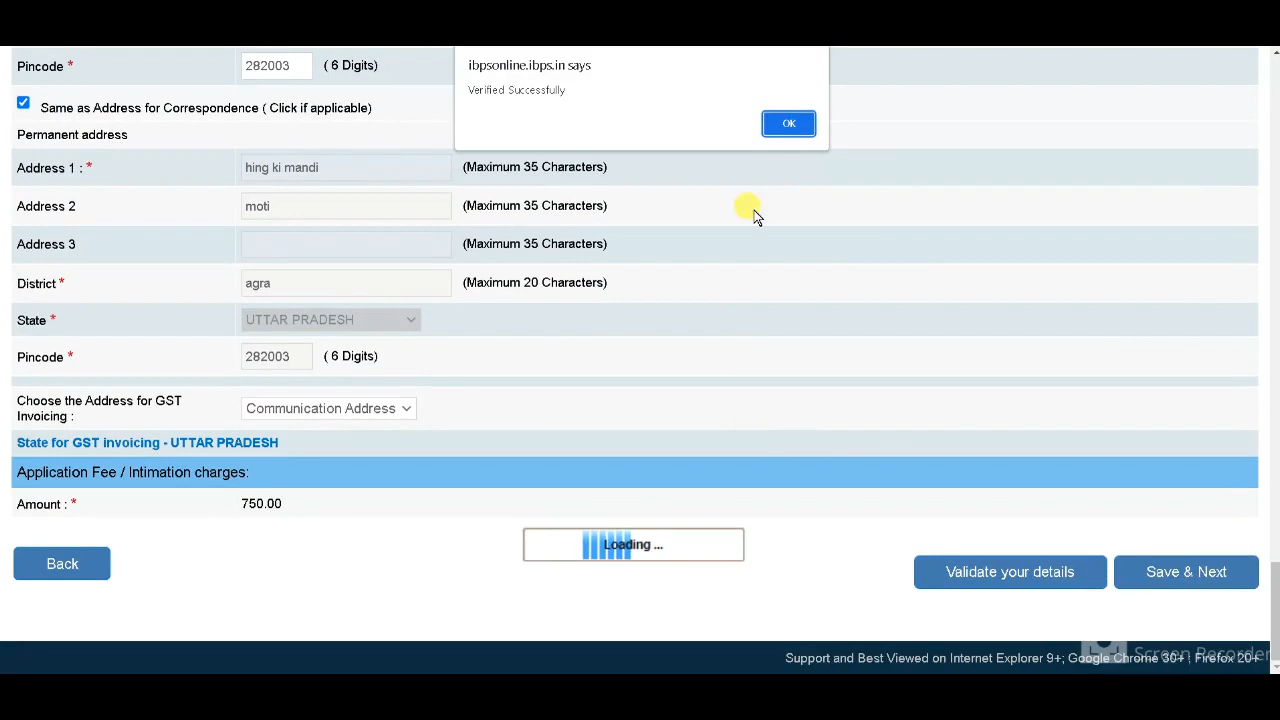 Pincode * 282003 ( 6 Digits)
ibpsonline.ibps.in says
Verified Successfully
OK
Same as Address for Correspondence ( Click if applicable)
Permanent address
Address 1 : * hing ki mandi (Maximum 35 Characters)
Address 2 moti (Maximum 35 Characters)
Address 3 (Maximum 35 Characters)
District * agra (Maximum 20 Characters)
State * UTTAR PRADESH
Pincode * 282003 ( 6 Digits)
Choose the Address for GST
Invoicing : Communication Address
State for GST invoicing - UTTAR PRADESH
Application Fee / Intimation charges:
Amount : * 750.00
Loading ...
Back
Validate your details Save & Next
Support and Best Viewed on Internet Explorer 9+; Google Chrome 30+ ; Firefox 20+
Screen Recorder